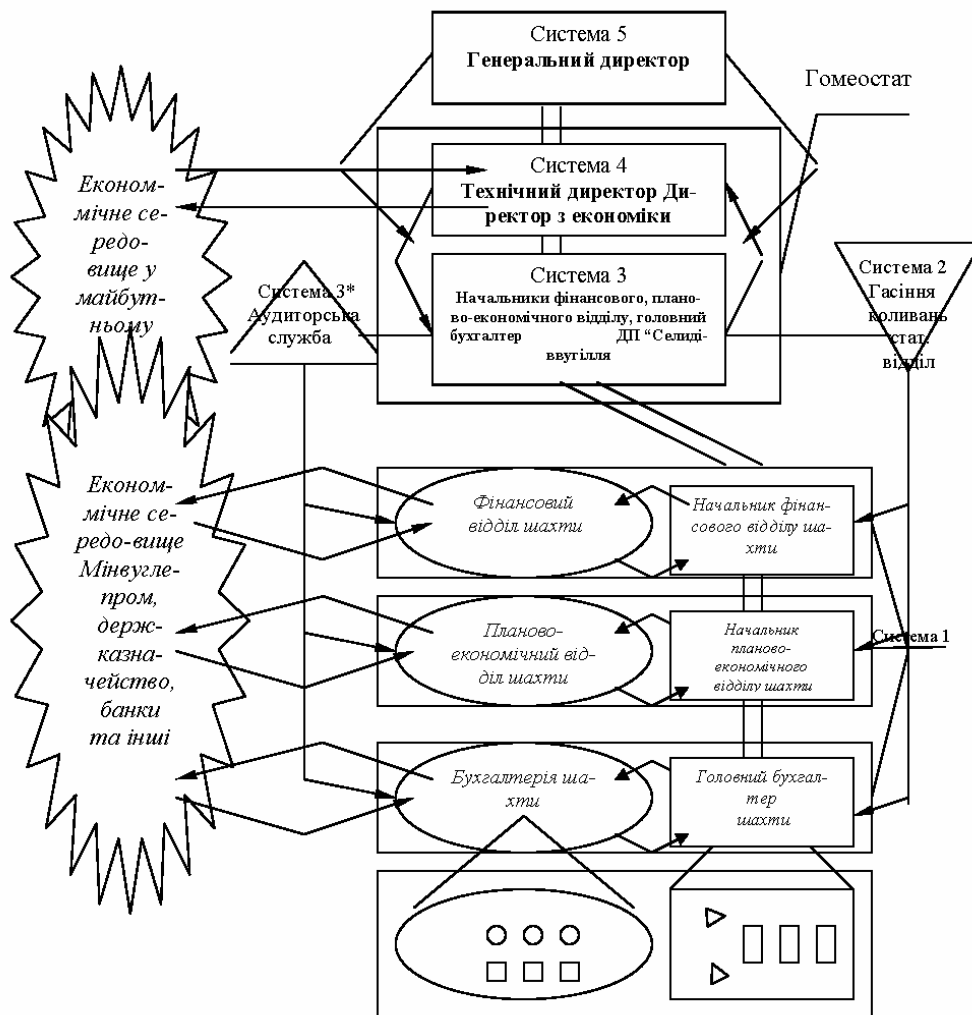 Система 5
Генеральний директор
Гомеостат
Система 4
Технічний директор Ди-
ректор з економіки
Еконо-
мічне се-
редо-
вище у
майбут-
ньому
Система 3
Начальники фінансового, плано-
во-економічного відділу, головний
бухгалтер ДП “Селиді-
ввугілля
Система 3*
Аудиторська
служба
Система 2
Гасіння
коливань
стат.
відділ
Економ-
мічне се-
редо-вище
Мінвугле-
пром,
держ-
казна-
чейство,
банки
та інші
Фінансовий
відділ шахти
Начальник фінан-
сового відділу ша-
хти
Планово-
економічний від-
діл шахти
Начальник
планово-
економічного
відділу шахти
Система 1
Бухгалтерія ша-
хти
Головний бухгал-
тер
шахти